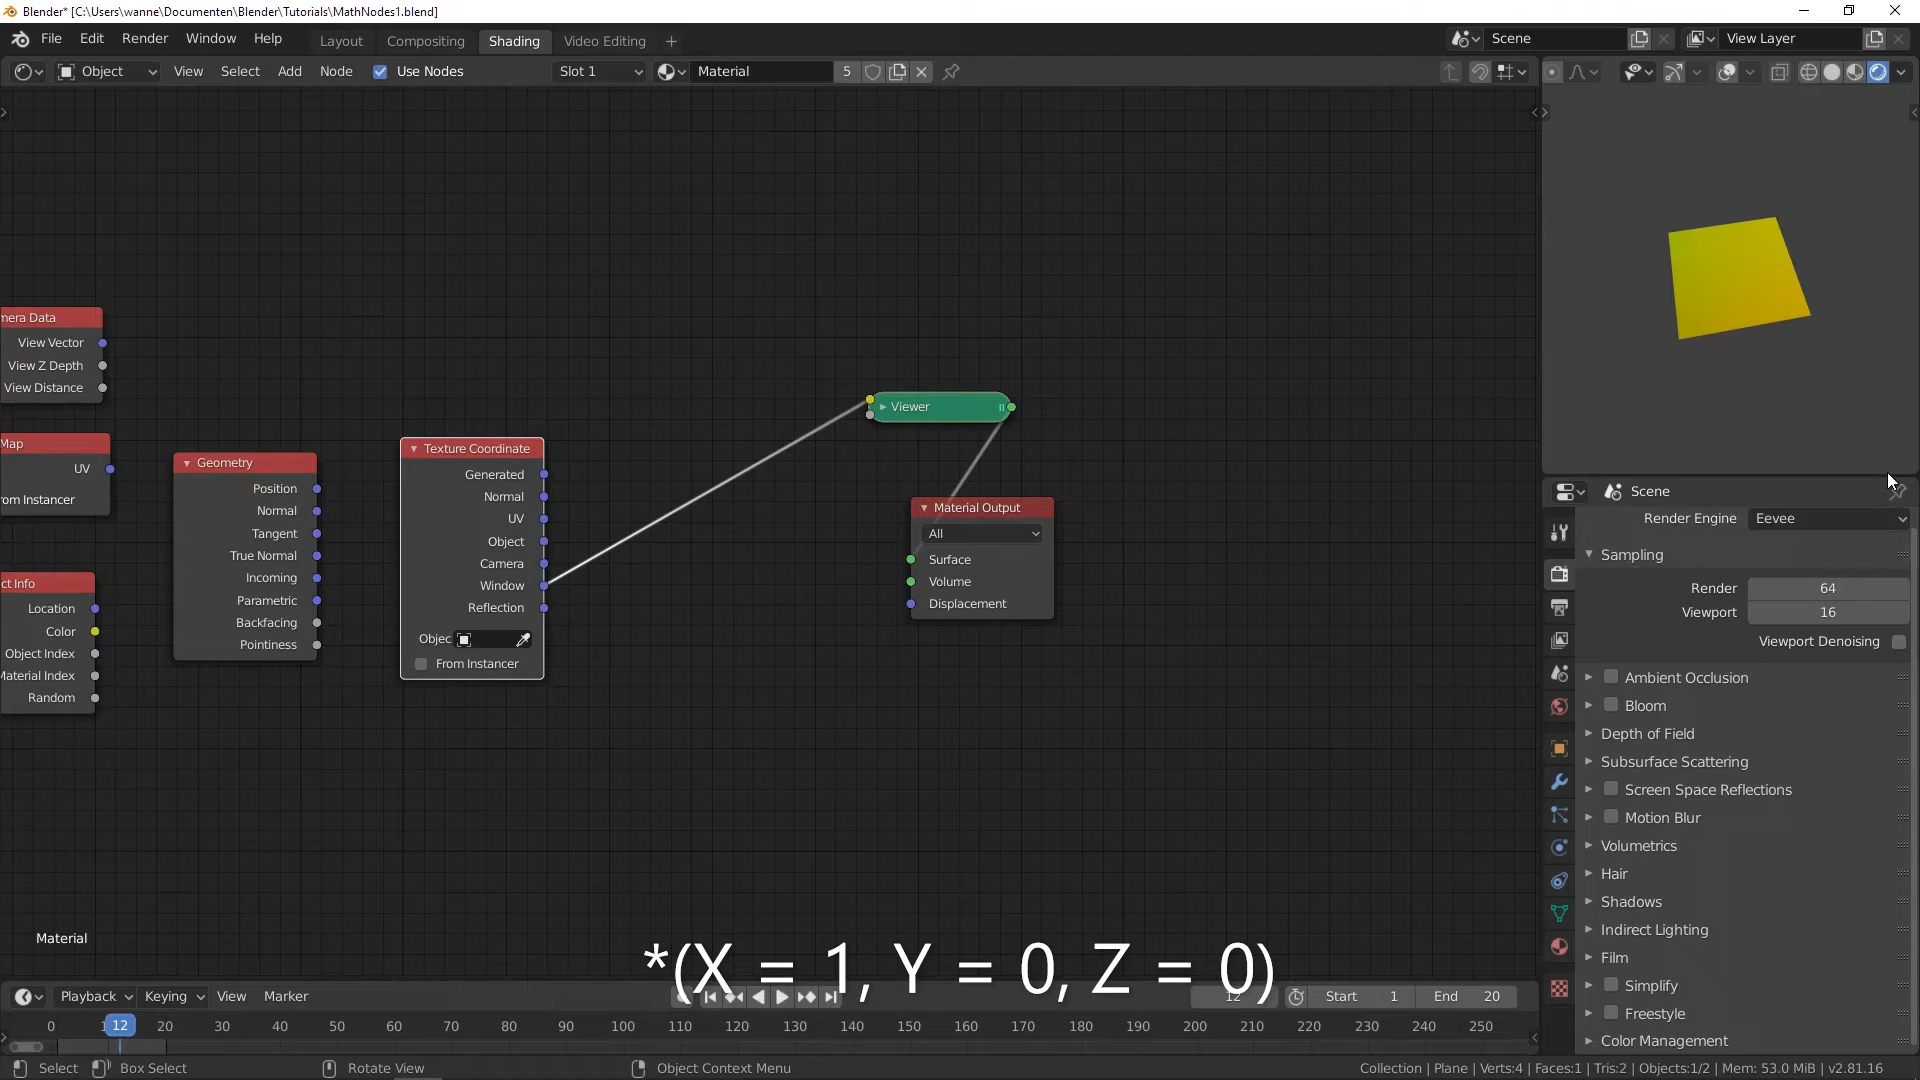 Blender* [C:\Users\wanne\Documenten\Blender\Tutorials\MathNodes1.blend]
File Edit Render Window Help Layout Compositing Shading Video Editing + Scene View Layer
Object View Select Add Node Object Use Nodes Slot 1 Material 5
mera Data
View Vector
View Z Depth
View Distance
Map
UV
rom Instancer
ct Info
Location
Color
Object Index
Material Index
Random
Geometry
Position
Normal
Tangent
True Normal
Incoming
Parametric
Backfacing
Pointiness
Texture Coordinate
Generated
Normal
UV
Object
Camera
Window
Reflection
Objec
From Instancer
Viewer
Material Output
All
Surface
Volume
Displacement
Scene
Render Engine Eevee
Sampling
Render 64
Viewport 16
Viewport Denoising
Ambient Occlusion
Bloom
Depth of Field
Subsurface Scattering
Screen Space Reflections
Motion Blur
Volumetrics
Hair
Shadows
Indirect Lighting
Film
Simplify
Freestyle
Color Management
Material
*(X = 1, Y = 0, Z = 0)
Playback Keying View Marker 12 Start 1 End 20
0 12 20 30 40 50 60 70 80 90 100 110 120 130 140 150 160 170 180 190 200 210 220 230 240 250
Select Box Select Rotate View Object Context Menu Collection | Plane | Verts:4 | Faces:1 | Tris:2 | Objects:1/2 | Mem: 53.0 MiB | v2.81.16